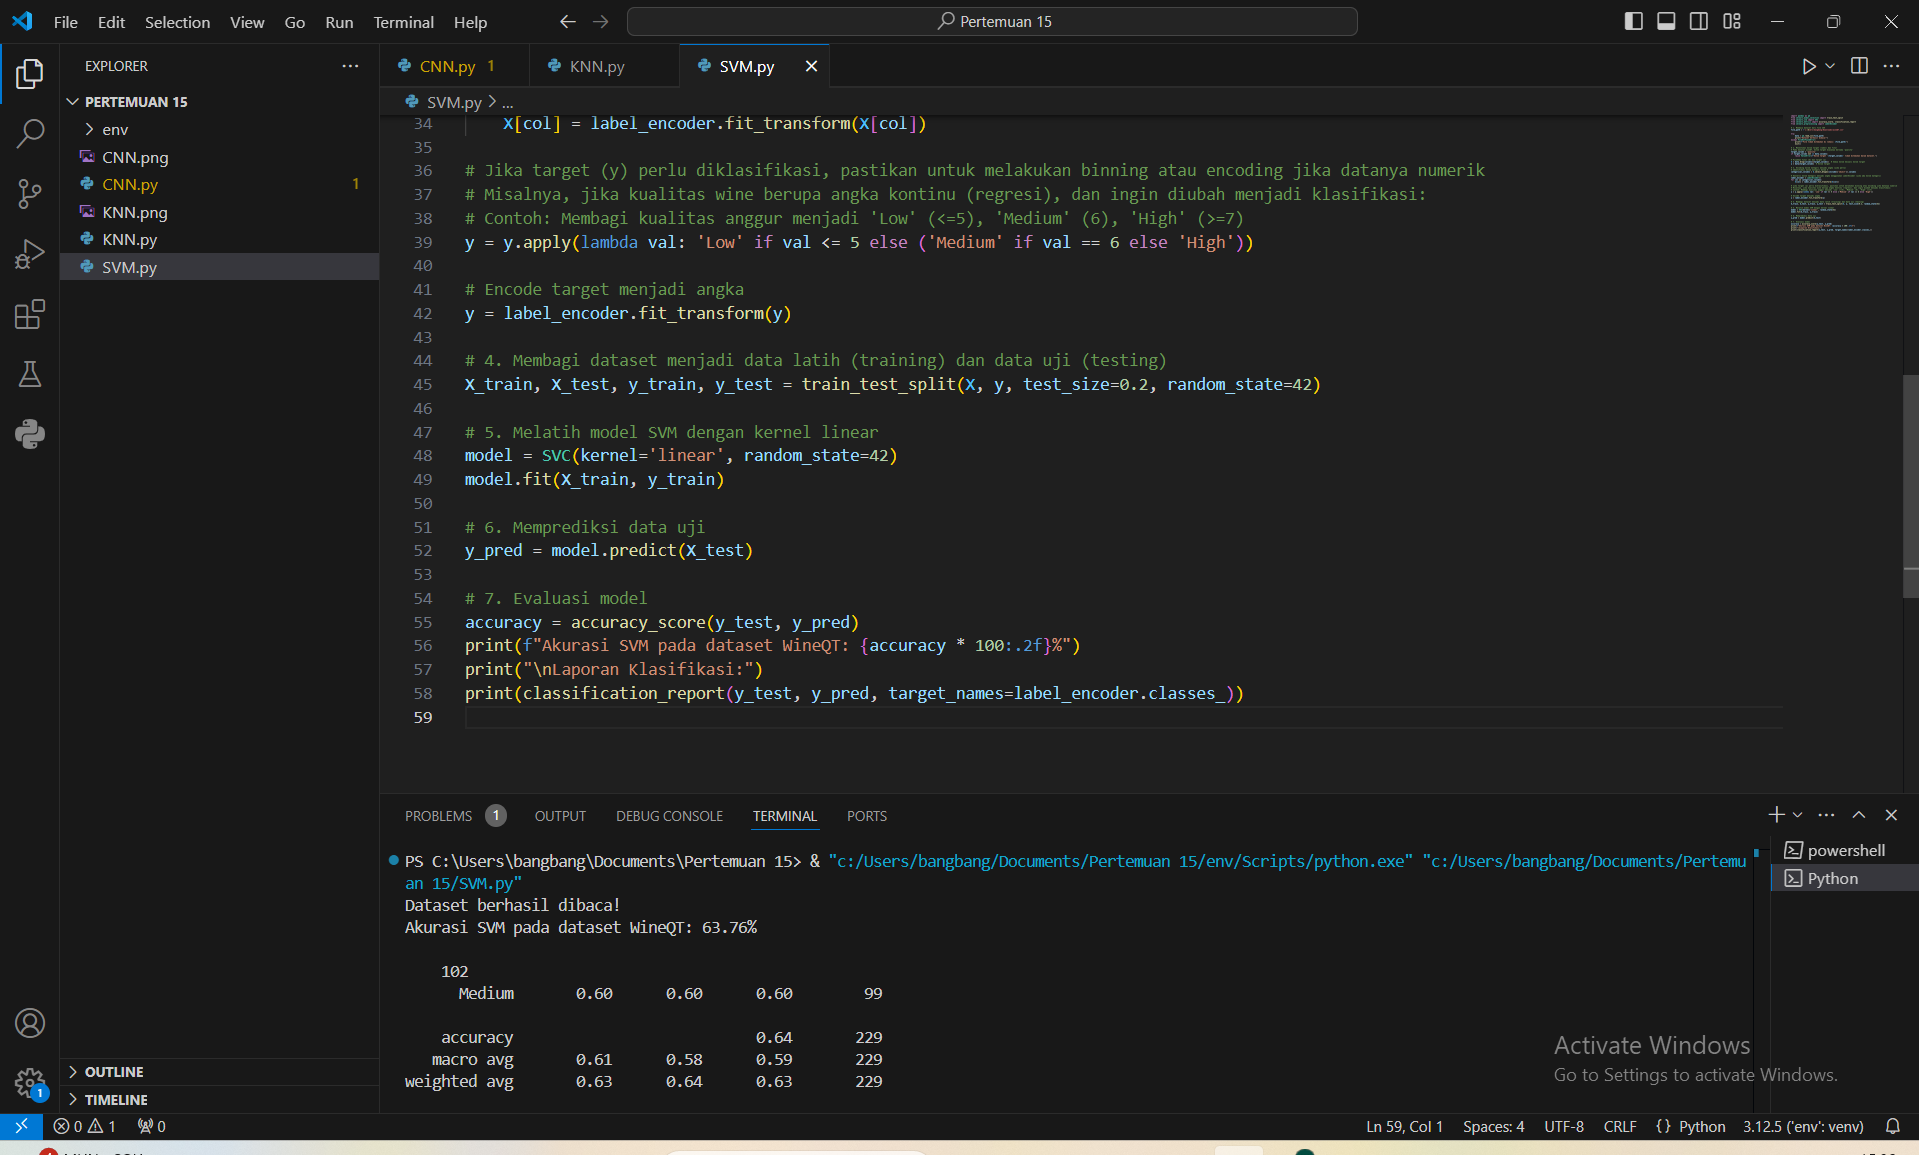 File Edit Selection View Go Run Terminal Help
Pertemuan 15
EXPLORER
PERTEMUAN 15
env
CNN.png
CNN.py 1
KNN.png
KNN.py
SVM.py
OUTLINE
TIMELINE
CNN.py 1 KNN.py SVM.py
SVM.py > ...
34 X[col] = label_encoder.fit_transform(X[col])
35
36 # Jika target (y) perlu diklasifikasi, pastikan untuk melakukan binning atau encoding jika datanya numerik
37 # Misalnya, jika kualitas wine berupa angka kontinu (regresi), dan ingin diubah menjadi klasifikasi:
38 # Contoh: Membagi kualitas anggur menjadi 'Low' (<=5), 'Medium' (6), 'High' (>=7)
39 y = y.apply(lambda val: 'Low' if val <= 5 else ('Medium' if val == 6 else 'High'))
40
41 # Encode target menjadi angka
42 y = label_encoder.fit_transform(y)
43
44 # 4. Membagi dataset menjadi data latih (training) dan data uji (testing)
45 X_train, X_test, y_train, y_test = train_test_split(X, y, test_size=0.2, random_state=42)
46
47 # 5. Melatih model SVM dengan kernel linear
48 model = SVC(kernel='linear', random_state=42)
49 model.fit(X_train, y_train)
50
51 # 6. Memprediksi data uji
52 y_pred = model.predict(X_test)
53
54 # 7. Evaluasi model
55 accuracy = accuracy_score(y_test, y_pred)
56 print(f"Akurasi SVM pada dataset WineQT: {accuracy * 100:.2f}%")
57 print("\nLaporan Klasifikasi:")
58 print(classification_report(y_test, y_pred, target_names=label_encoder.classes_))
59
PROBLEMS 1 OUTPUT DEBUG CONSOLE TERMINAL PORTS
PS C:\Users\bangbang\Documents\Pertemuan 15> & "c:/Users/bangbang/Documents/Pertemuan 15/env/Scripts/python.exe" "c:/Users/bangbang/Documents/Pertemu
an 15/SVM.py"
Dataset berhasil dibaca!
Akurasi SVM pada dataset WineQT: 63.76%
102
Medium 0.60 0.60 0.60 99
accuracy 0.64 229
macro avg 0.61 0.58 0.59 229
weighted avg 0.63 0.64 0.63 229
powershell
Python
Activate Windows
Go to Settings to activate Windows.
1
0 1 0 Ln 59, Col 1 Spaces: 4 UTF-8 CRLF {} Python 3.12.5 ('env': venv)